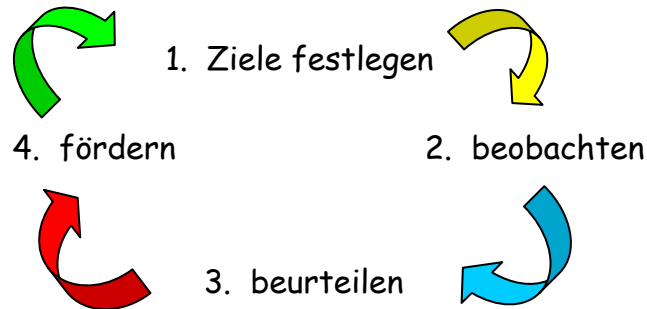 1. Ziele festlegen
4. fördern
2. beobachten
3. beurteilen